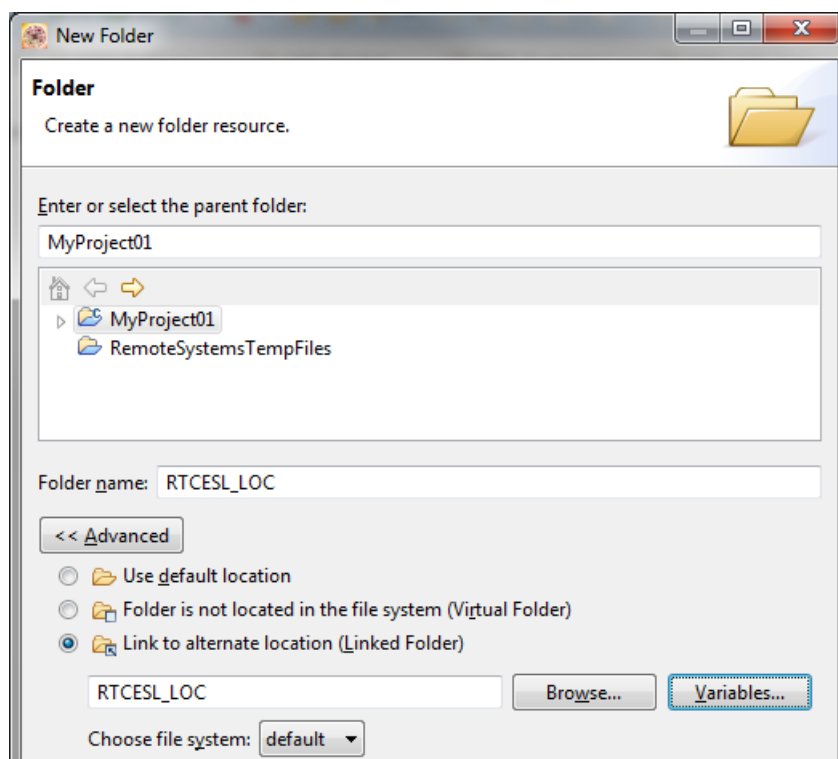 New Folder
Folder
Create a new folder resource.
Enter or select the parent folder:
MyProject01
MyProject01
RemoteSystemsTempFiles
Folder name: RTCESL_LOC
<< Advanced
Use default location
Folder is not located in the file system (Virtual Folder)
Link to alternate location (Linked Folder)
RTCESL_LOC Browse... Variables...
Choose file system: default